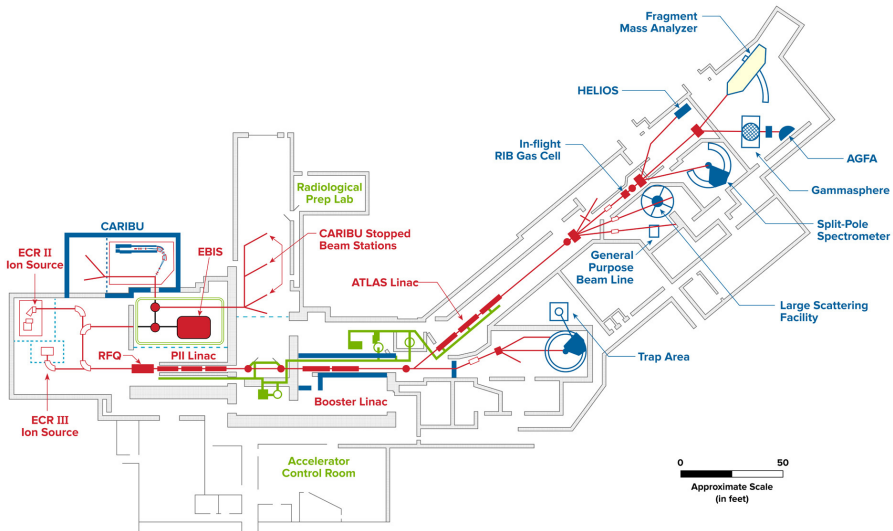 Fragment
Mass Analyzer
HELIOS
In-flight
RIB Gas Cell
AGFA
Gammasphere
Split-Pole
Spectrometer
Radiological
Prep Lab
CARIBU
CARIBU Stopped
Beam Stations
EBIS
ECR II
Ion Source
General
Purpose
Beam Line
ATLAS Linac
Large Scattering
Facility
RFQ
PII Linac
Trap Area
Booster Linac
ECR III
Ion Source
Accelerator
Control Room
0
50
Approximate Scale
(in feet)